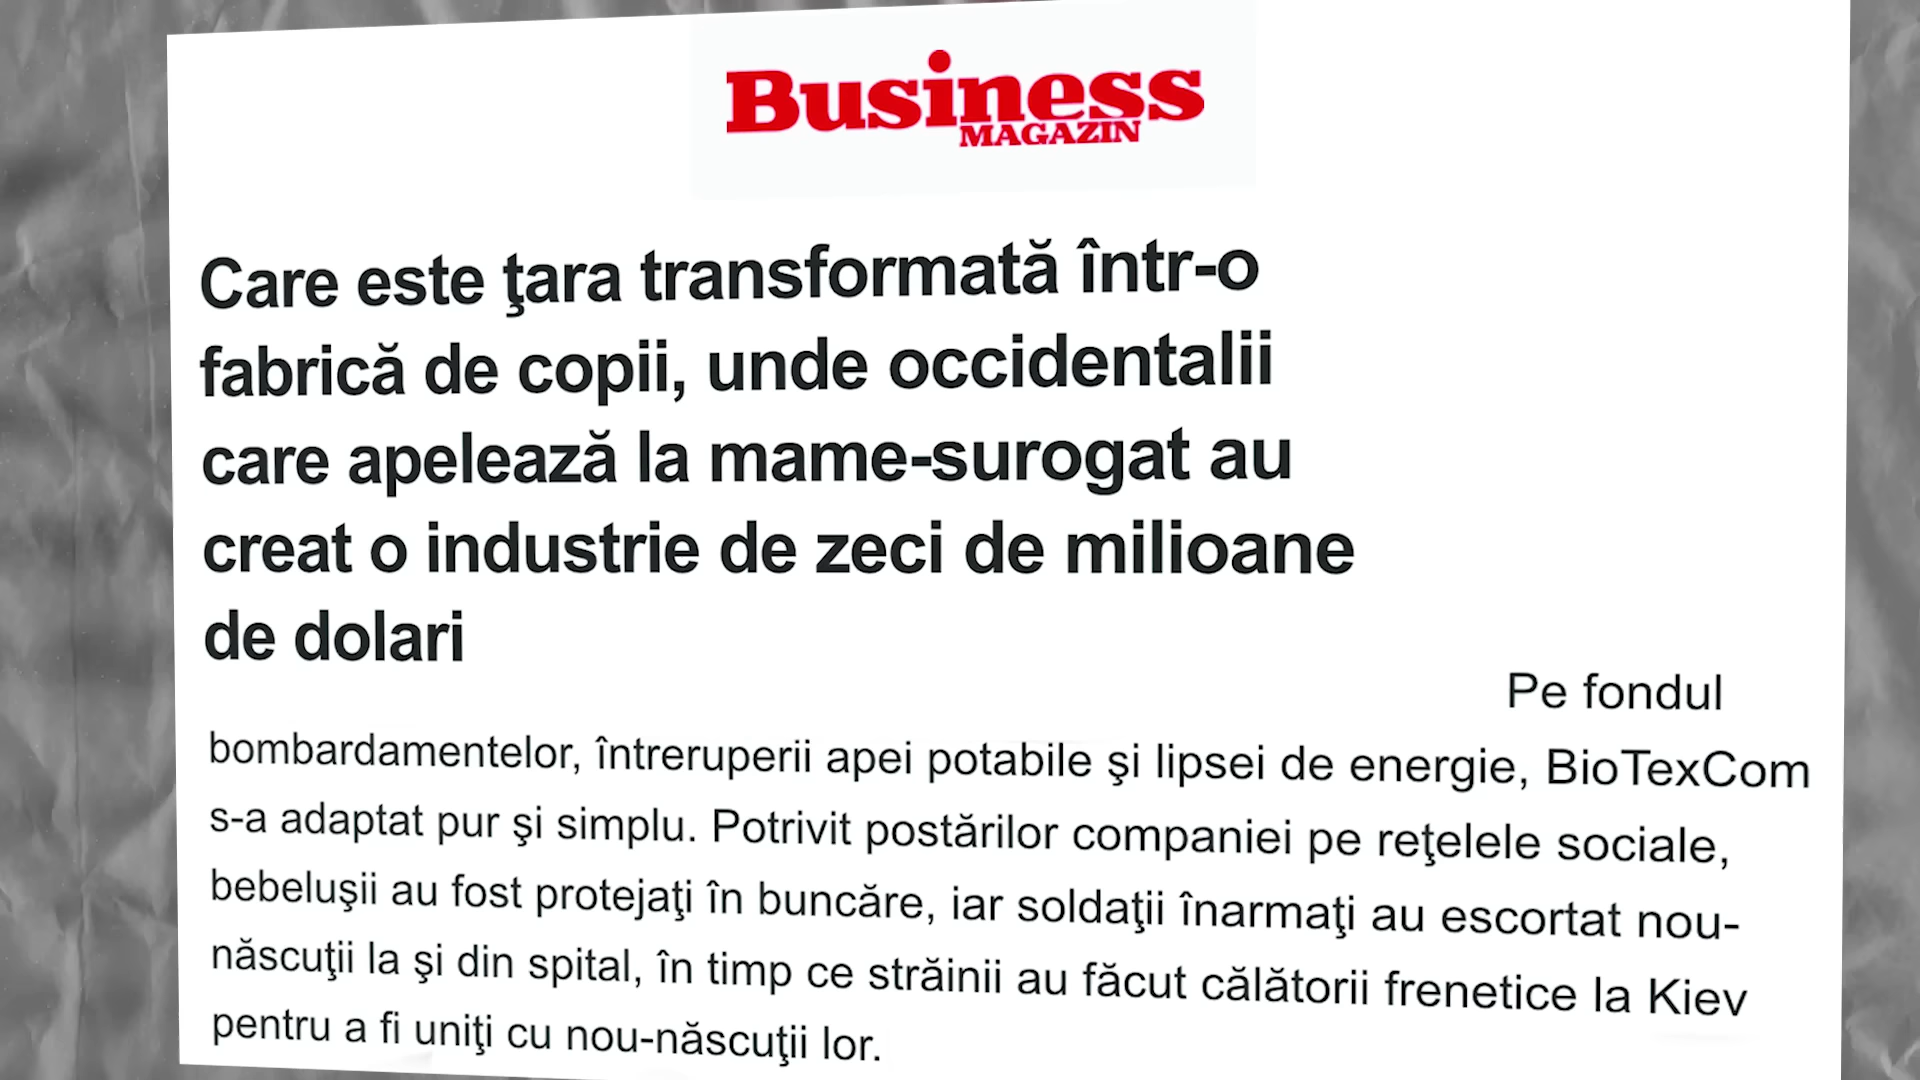 Business
MAGAZIN
Care este ţara transformată într-o
fabrică de copii, unde occidentalii
care apelează la mame-surogat au
creat o industrie de zeci de milioane
de dolari
Pe fondul
bombardamentelor, întreruperii apei potabile şi lipsei de energie, BioTexCom
s-a adaptat pur şi simplu. Potrivit postărilor companiei pe reţelele sociale,
bebeluşii au fost protejaţi în buncăre, iar soldaţii înarmaţi au escortat nou-
născuţii la şi din spital, în timp ce străinii au făcut călătorii frenetice la Kiev
pentru a fi uniţi cu nou-născuţii lor.